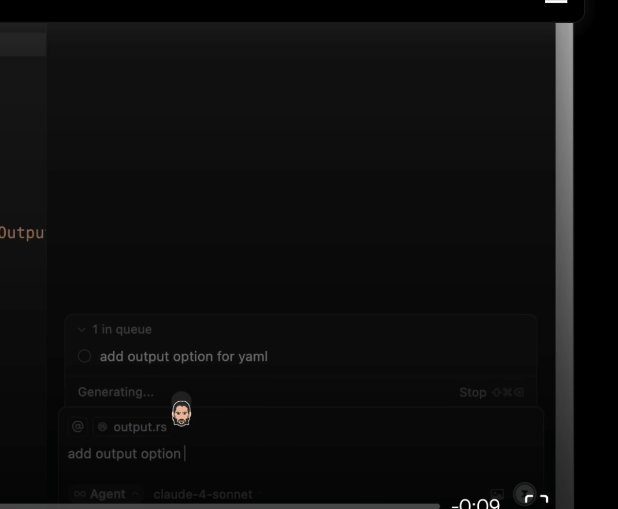 Outpu
1 in queue
add output option for yaml
Generating... Stop ⇧⌘⌫
@ output.rs
add output option
∞ Agent claude-4-sonnet
-0:09